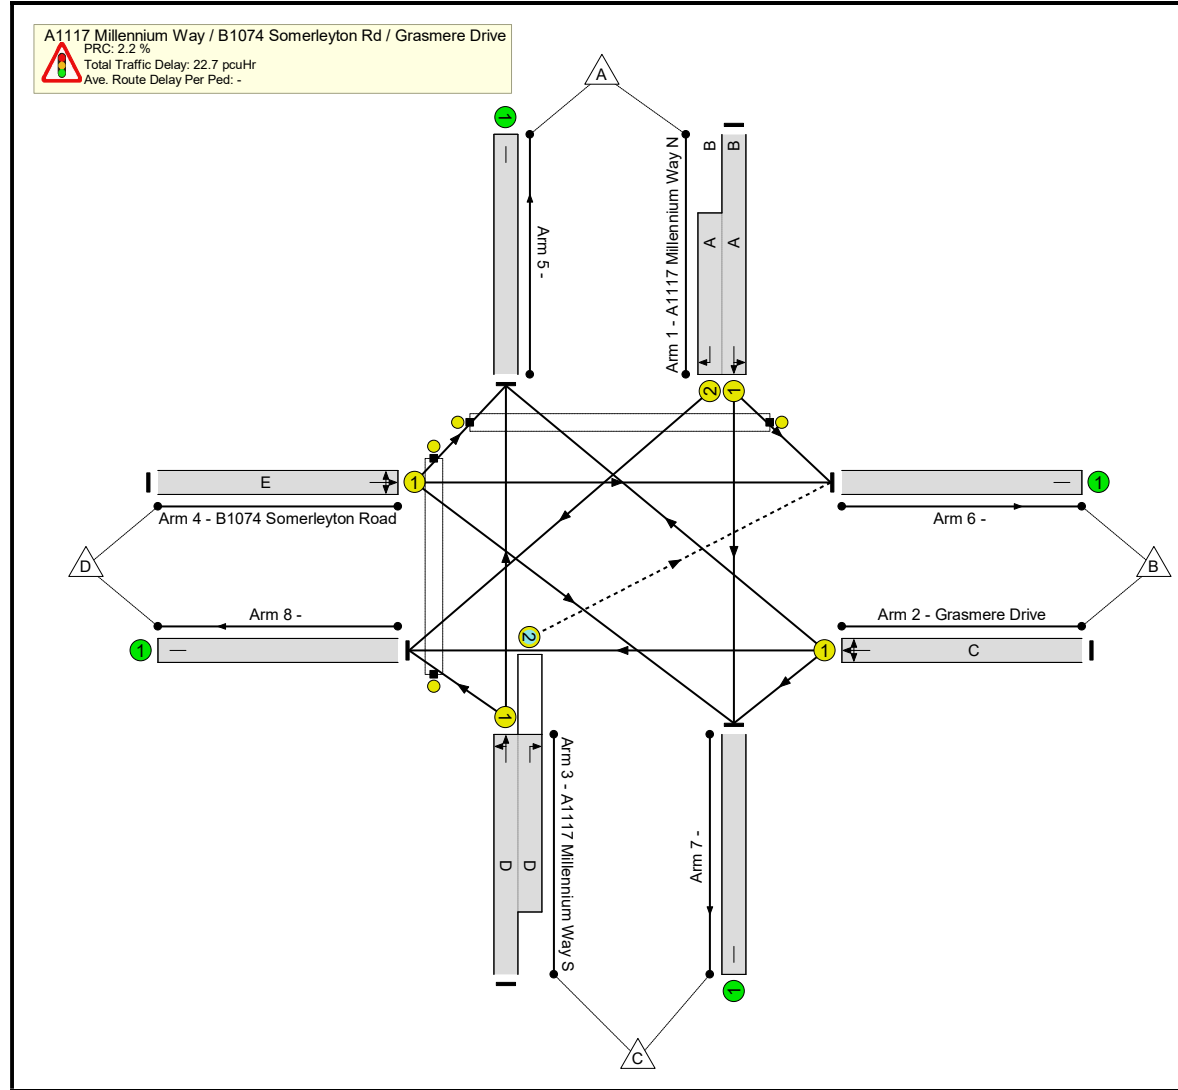 A1117 Millennium Way / B1074 Somerleyton Rd / Grasmere Drive
PRC: 2.2 %
Total Traffic Delay: 22.7 pcuHr
Ave. Route Delay Per Ped: -
A
1
B
B
Arm 1 - A1117 Millennium Way N
A
A
Arm 5 -
2
1
1
E
Arm 4 - B1074 Somerleyton Road
1
Arm 6 -
D
B
Arm 8 -
1
2
Arm 2 - Grasmere Drive
1
C
1
Arm 3 - A1117 Millennium Way S
D
D
Arm 7 -
1
C